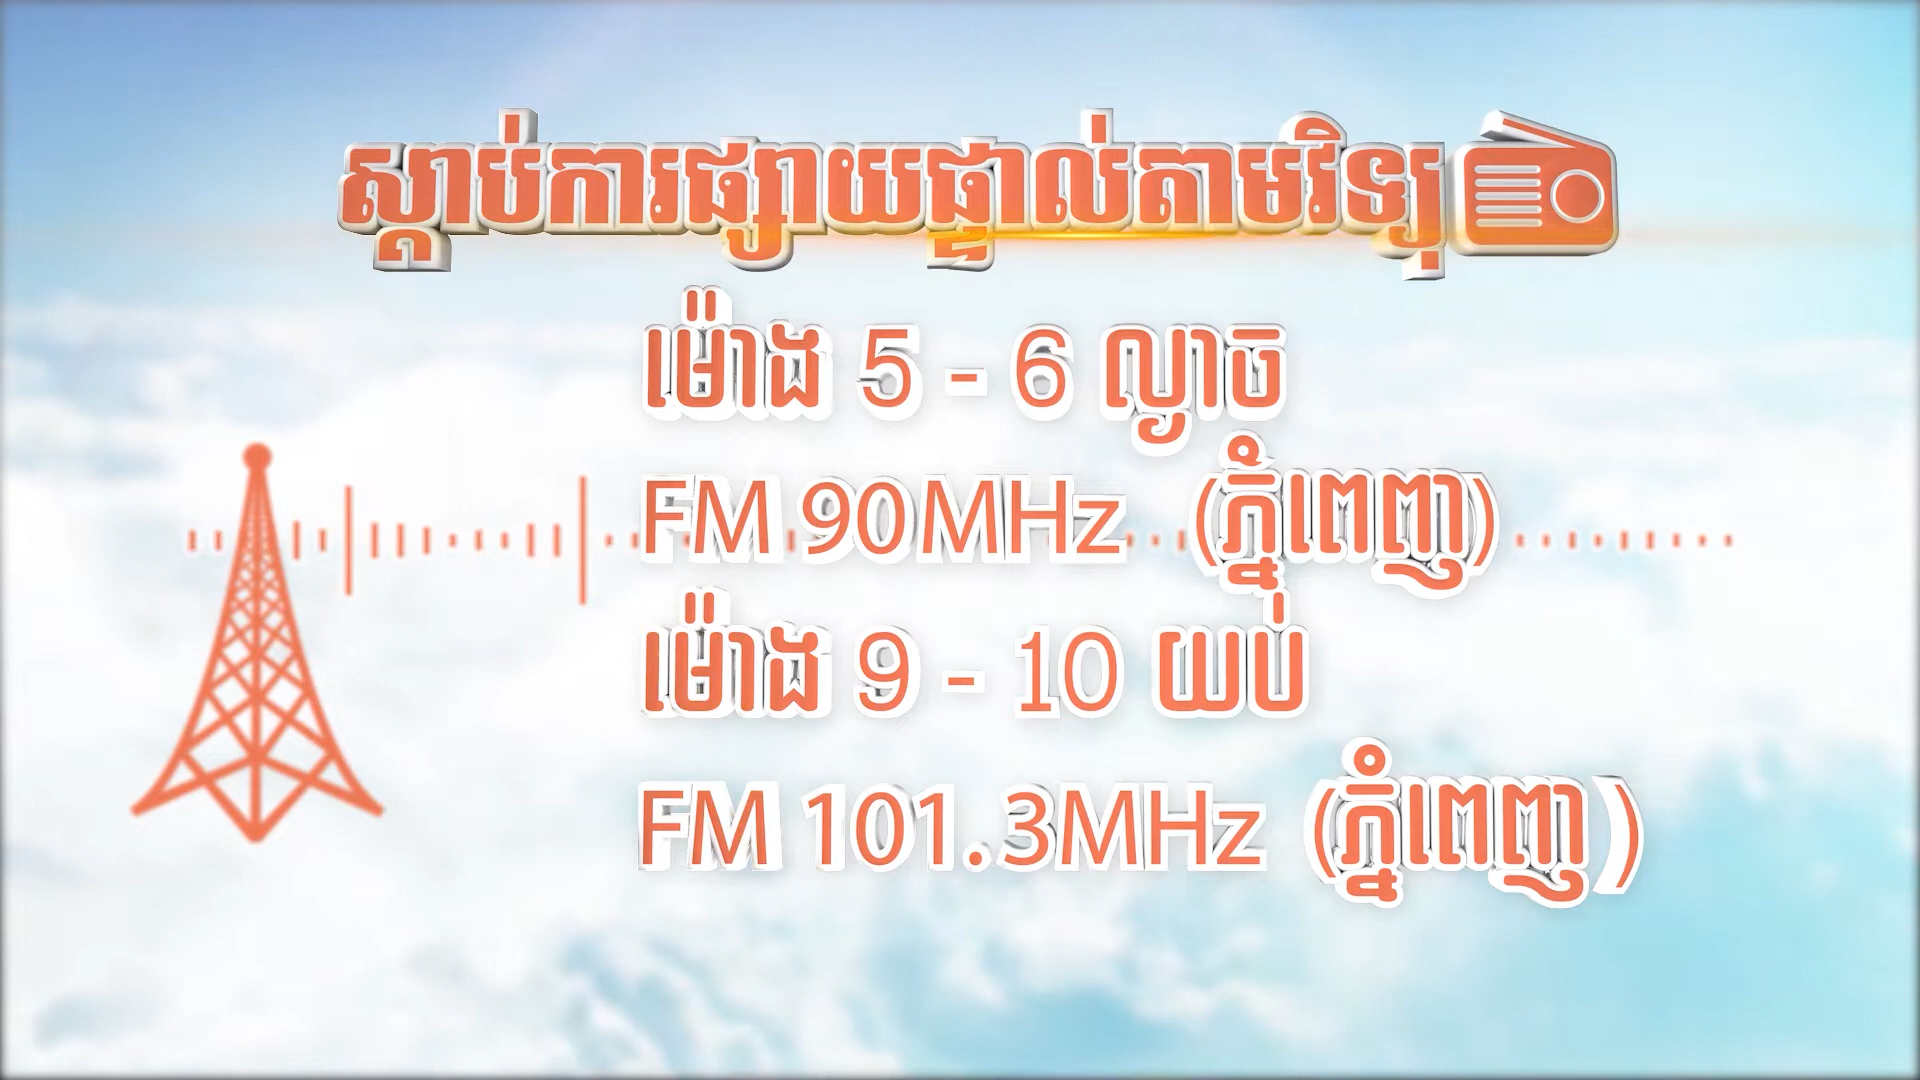 ស្ដាប់ការផ្សាយផ្ទាល់តាមវិទ្យុ
ម៉ោង 5 - 6 ល្ងាច
FM 90MHz (ភ្នំពេញ)
ម៉ោង 9 - 10 យប់
FM 101.3MHz (ភ្នំពេញ)